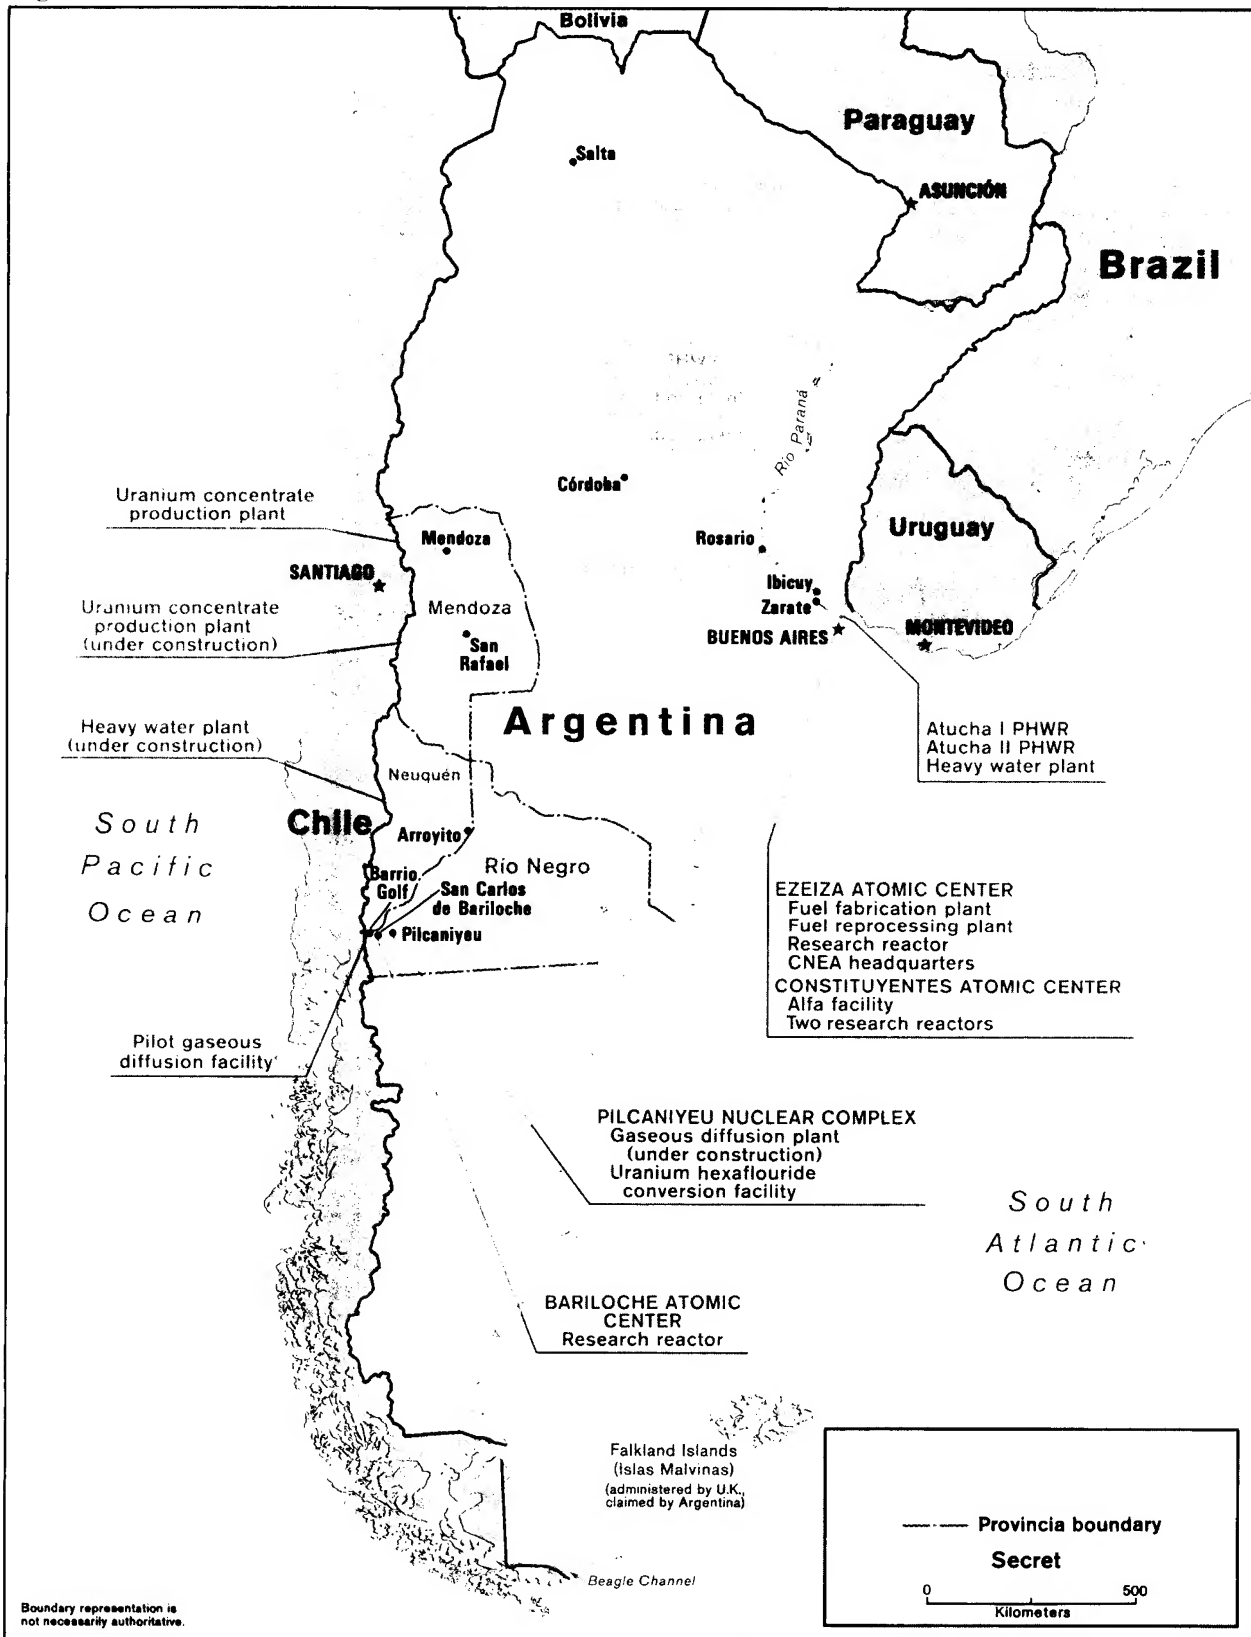 Bolivia
Paraguay
Salta
ASUNCIÓN
Brazil
Río Paraná
Córdoba
Uranium concentrate
production plant
Mendoza
Rosario
Uruguay
SANTIAGO
Ibicuy
Zarate
Uranium concentrate
production plant
(under construction)
Mendoza
BUENOS AIRES
MONTEVIDEO
San
Rafael
Argentina
Heavy water plant
(under construction)
Atucha I PHWR
Atucha II PHWR
Heavy water plant
Neuquén
South
Pacific
Ocean
Chile
Arroyito
Río Negro
Barrio
Golf
San Carlos
de Bariloche
Pilcaniyeu
EZEIZA ATOMIC CENTER
Fuel fabrication plant
Fuel reprocessing plant
Research reactor
CNEA headquarters
CONSTITUYENTES ATOMIC CENTER
Alfa facility
Two research reactors
Pilot gaseous
diffusion facility
PILCANIYEU NUCLEAR COMPLEX
Gaseous diffusion plant
(under construction)
Uranium hexaflouride
conversion facility
South
Atlantic
Ocean
BARILOCHE ATOMIC
CENTER
Research reactor
Falkland Islands
(Islas Malvinas)
(administered by U.K.,
claimed by Argentina)
Provincia boundary
Secret
0 500
Kilometers
Beagle Channel
Boundary representation is
not necessarily authoritative.